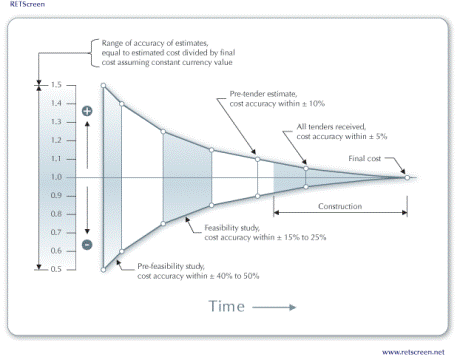 RETScreen
Range of accuracy of estimates,
equal to estimated cost divided by final
cost assuming constant currency value
1.5
1.4
1.3
1.2
1.1
1.0
0.9
0.8
0.7
0.6
0.5
+
-
Pre-tender estimate,
cost accuracy within ± 10%
All tenders received,
cost accuracy within ± 5%
Final cost
Construction
Feasibility study,
cost accuracy within ± 15% to 25%
Pre-feasibility study,
cost accuracy within ± 40% to 50%
Time
www.retscreen.net